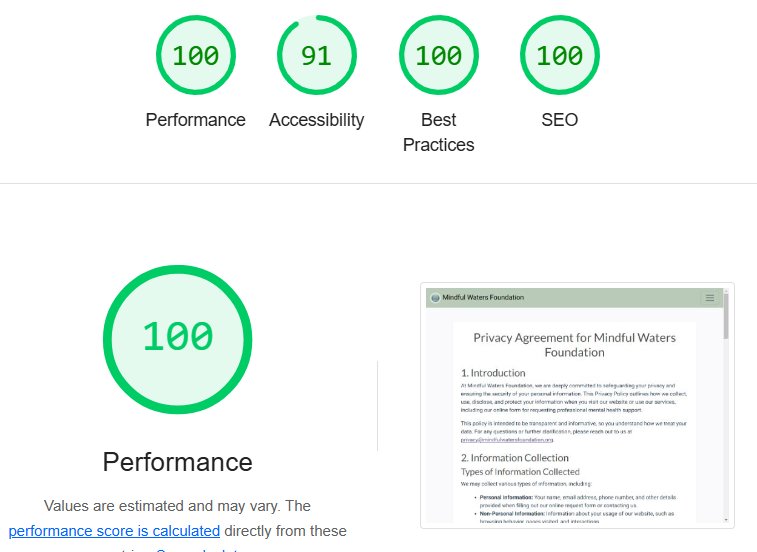 100
91
100
100
Performance
Accessibility
Best
Practices
SEO
100
Performance
Values are estimated and may vary. The
performance score is calculated directly from these
Mindful Waters Foundation
Privacy Agreement for Mindful Waters
Foundation
1. Introduction
At Mindful Waters Foundation, we are deeply committed to safeguarding your privacy and
ensuring the security of your personal information. This Privacy Policy outlines how we collect,
use, disclose, and protect your information when you visit our website or use our services,
including our online form for requesting professional mental health support.
This policy is intended to be transparent and informative, so you understand how we treat your
data. For any questions or further clarification, please reach out to us at
privacy@mindfulwatersfoundation.org.
2. Information Collection
Types of Information Collected
We may collect various types of information, including:
• Personal Information: Your name, email address, phone number, and other details
provided when filling out our online request form or contacting us.
• Non-Personal Information: Information about your usage of our website, such as
browsing behavior, pages visited, and interactions.